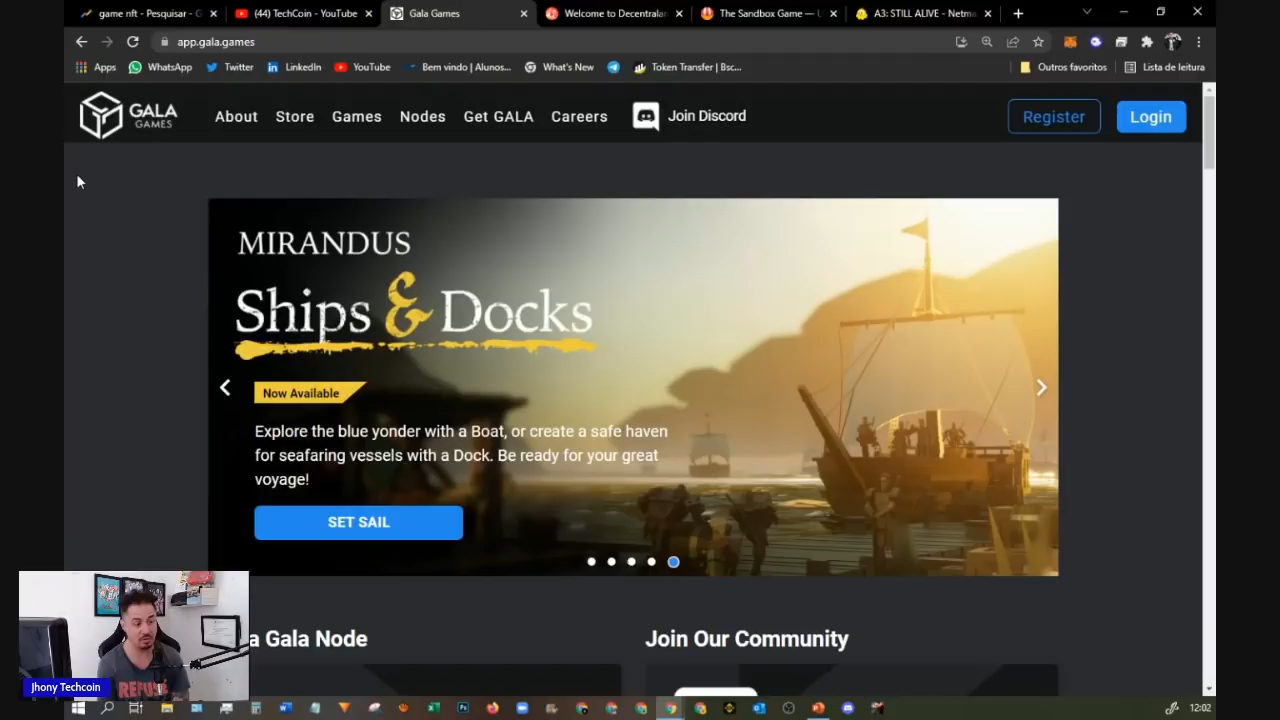 game nft - Pesquisar - G
(44) TechCoin - YouTube
Gala Games
Welcome to Decentralan
The Sandbox Game — U
A3: STILL ALIVE - Netma
app.gala.games
Apps
WhatsApp
Twitter
LinkedIn
YouTube
Bem vindo | Alunos...
What's New
Token Transfer | Bsc...
Outros favoritos
Lista de leitura
GALA
GAMES
About
Store
Games
Nodes
Get GALA
Careers
Join Discord
Register
Login
MIRANDUS
Ships & Docks
Now Available
Explore the blue yonder with a Boat, or create a safe haven
for seafaring vessels with a Dock. Be ready for your great
voyage!
SET SAIL
a Gala Node
Join Our Community
REFUSE
Jhony Techcoin
12:02